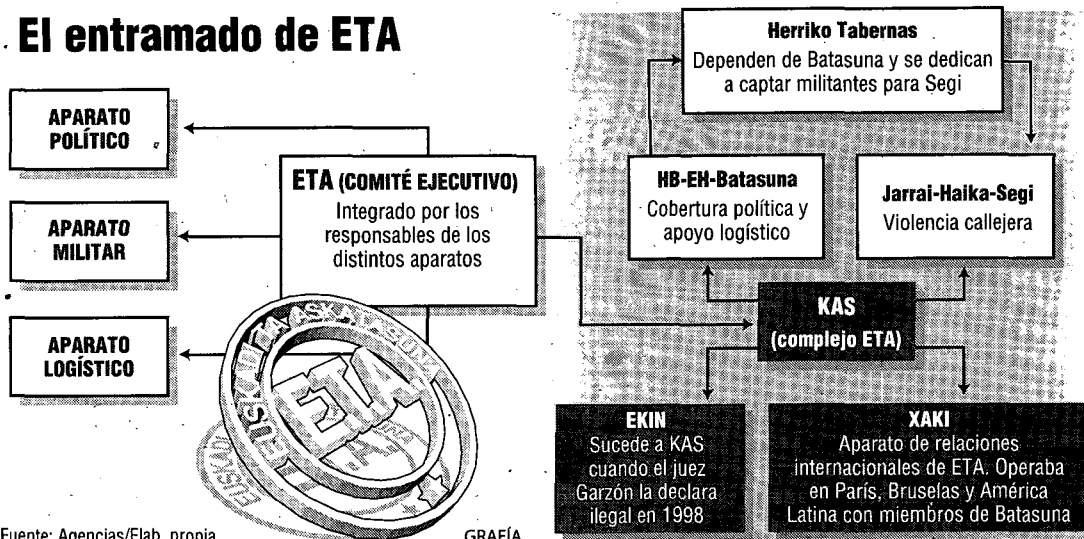 El entramado de ETA
APARATO
POLÍTICO
APARATO
MILITAR
APARATO
LOGÍSTICO
ETA (COMITÉ EJECUTIVO)
Integrado por los
responsables de los
distintos aparatos
Herriko Tabernas
Dependen de Batasuna y se dedican
a captar militantes para Segi
HB-EH-Batasuna
Cobertura política y
apoyo logístico
Jarrai-Haika-Segi
Violencia callejera
KAS
(complejo ETA)
EKIN
Sucede a KAS
cuando el juez
Garzón la declara
ilegal en 1998
XAKI
Aparato de relaciones
internacionales de ETA. Operaba
en París, Bruselas y América
Latina con miembros de Batasuna
EUSKADI TA ASKATASUNA
ETA
Fuente: Agencias/Elab. propia
GRAFÍA